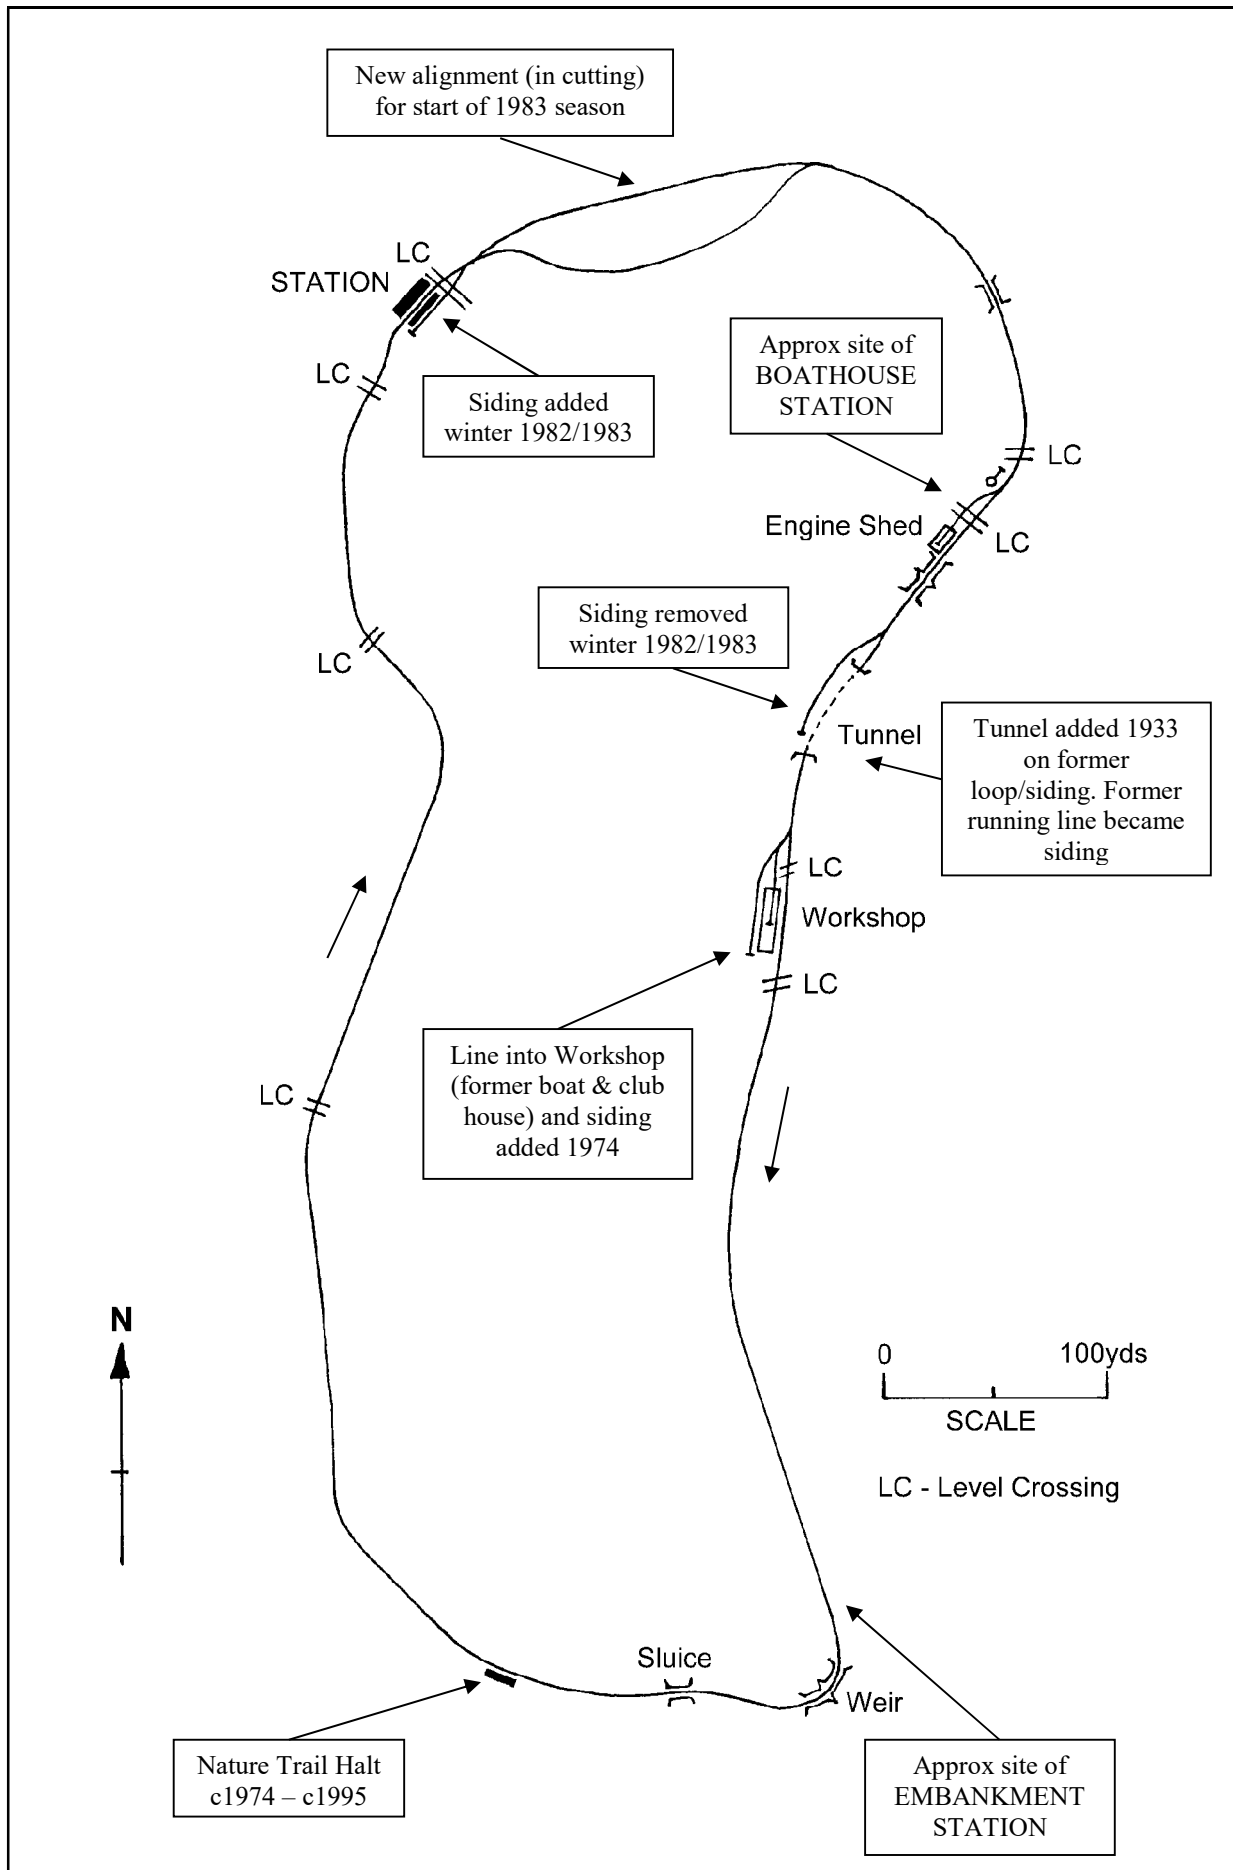 New alignment (in cutting)
for start of 1983 season
LC
STATION
LC
Siding added
winter 1982/1983
Approx site of
BOATHOUSE
STATION
LC
Engine Shed
LC
Siding removed
winter 1982/1983
LC
Tunnel
Tunnel added 1933
on former
loop/siding. Former
running line became
siding
LC
Workshop
LC
Line into Workshop
(former boat & club
house) and siding
added 1974
LC
N
0 100yds
SCALE
LC - Level Crossing
Sluice
Weir
Nature Trail Halt
c1974 – c1995
Approx site of
EMBANKMENT
STATION